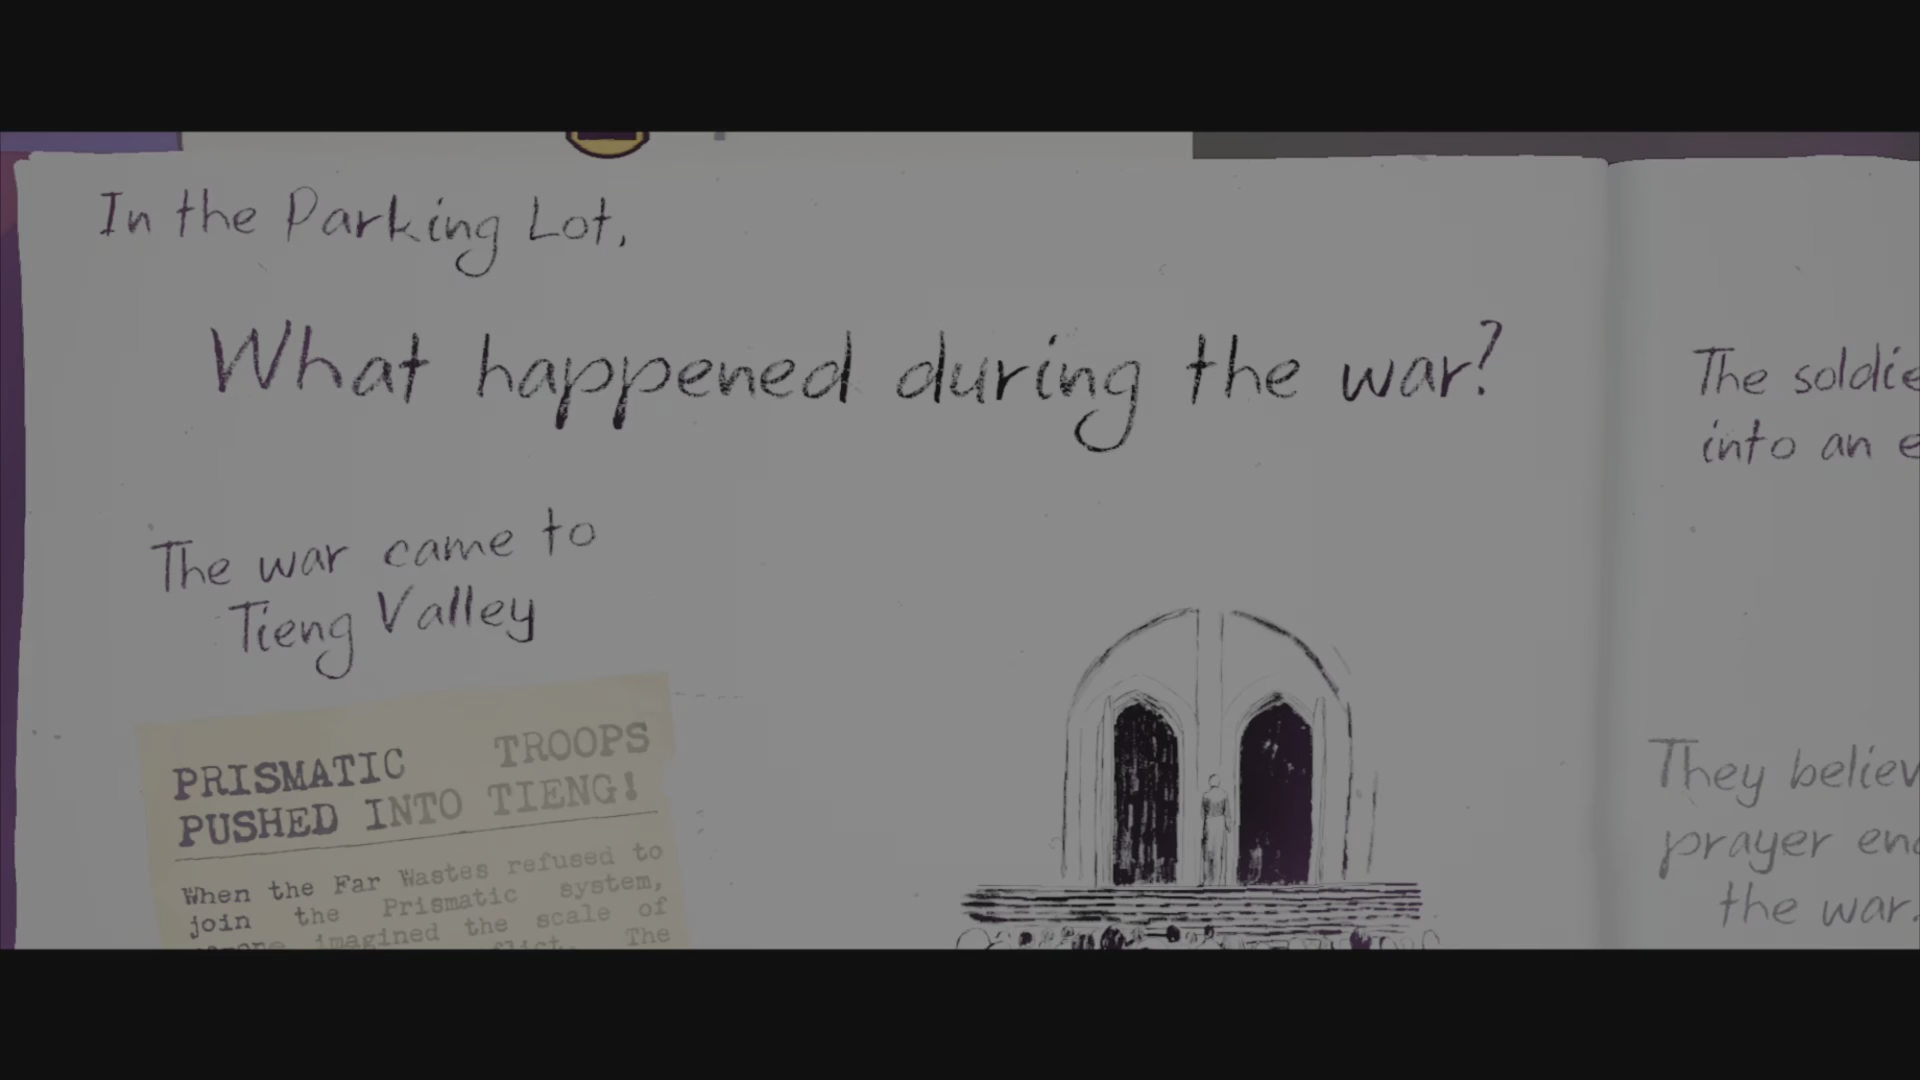 In the Parking Lot,
What happened during the war?
The war came to
Tieng Valley
PRISMATIC TROOPS
PUSHED INTO TIENG!
When the Far Wastes refused to
join the Prismatic system,
imagined the scale of
The
The soldie
into an e
They believ
prayer en
the war.